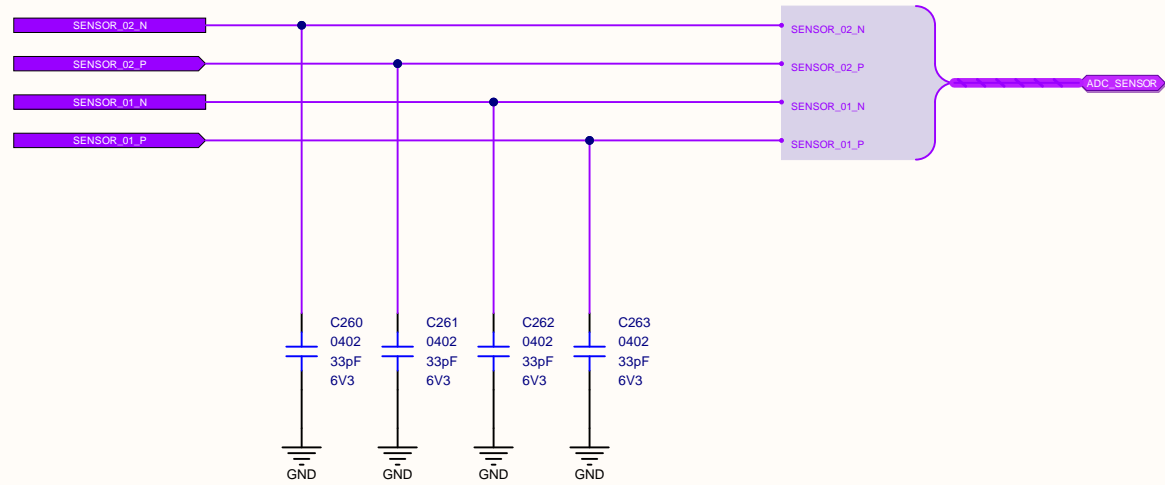 SENSOR_02_N
SENSOR_02_P
SENSOR_01_N
SENSOR_01_P
SENSOR_02_N
SENSOR_02_P
SENSOR_01_N
SENSOR_01_P
ADC_SENSOR
C260
0402
33pF
6V3
C261
0402
33pF
6V3
C262
0402
33pF
6V3
C263
0402
33pF
6V3
GND
GND
GND
GND